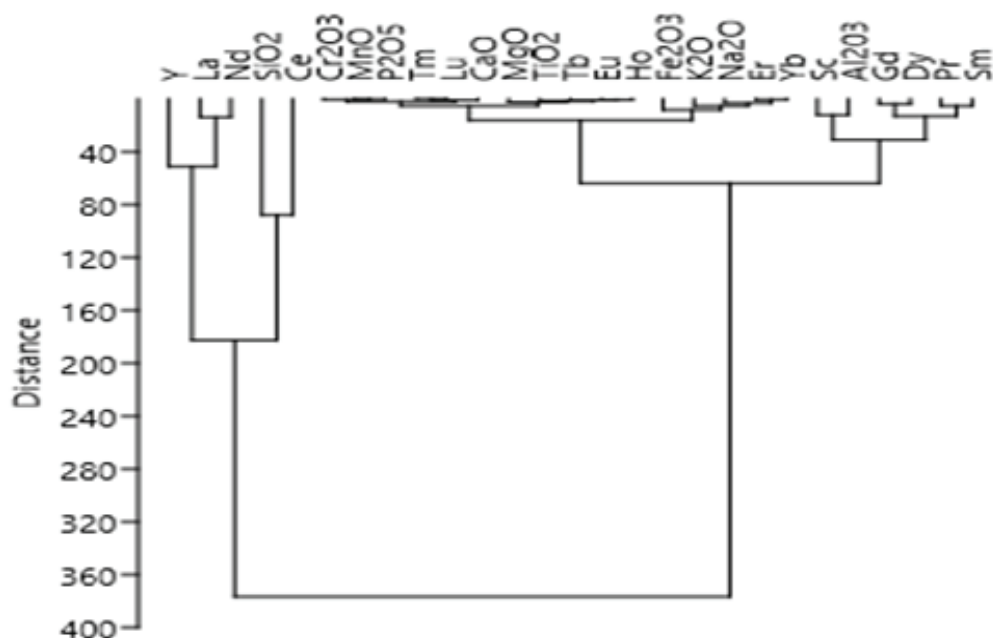 Y
La
Nd
SiO2
Ce
Cr2O3
MnO
P2O5
Tm
Lu
CaO
MgO
TiO2
Tb
Eu
Ho
Fe2O3
K2O
Na2O
Er
Yb
Sc
Al2O3
Gd
Dy
Pr
Sm
40
80
120
160
200
240
280
320
360
400
Distance